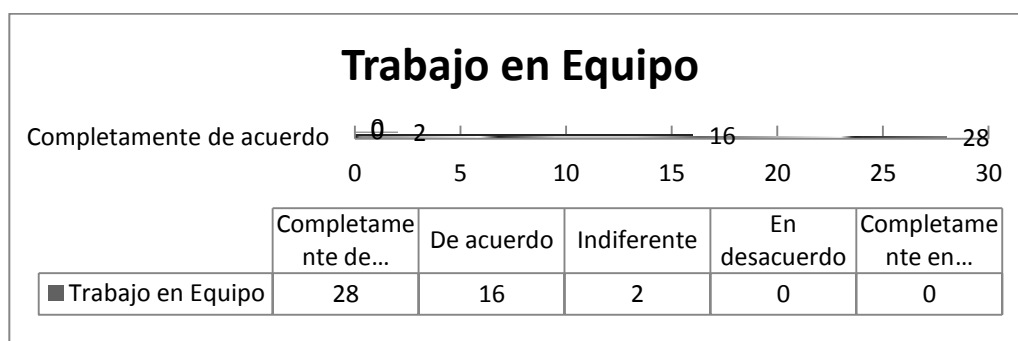 Trabajo en Equipo
Completamente de acuerdo
0 0 2 16 28
0 5 10 15 20 25 30
Completame
nte de... De acuerdo Indiferente En
desacuerdo Completame
nte en...
Trabajo en Equipo 28 16 2 0 0